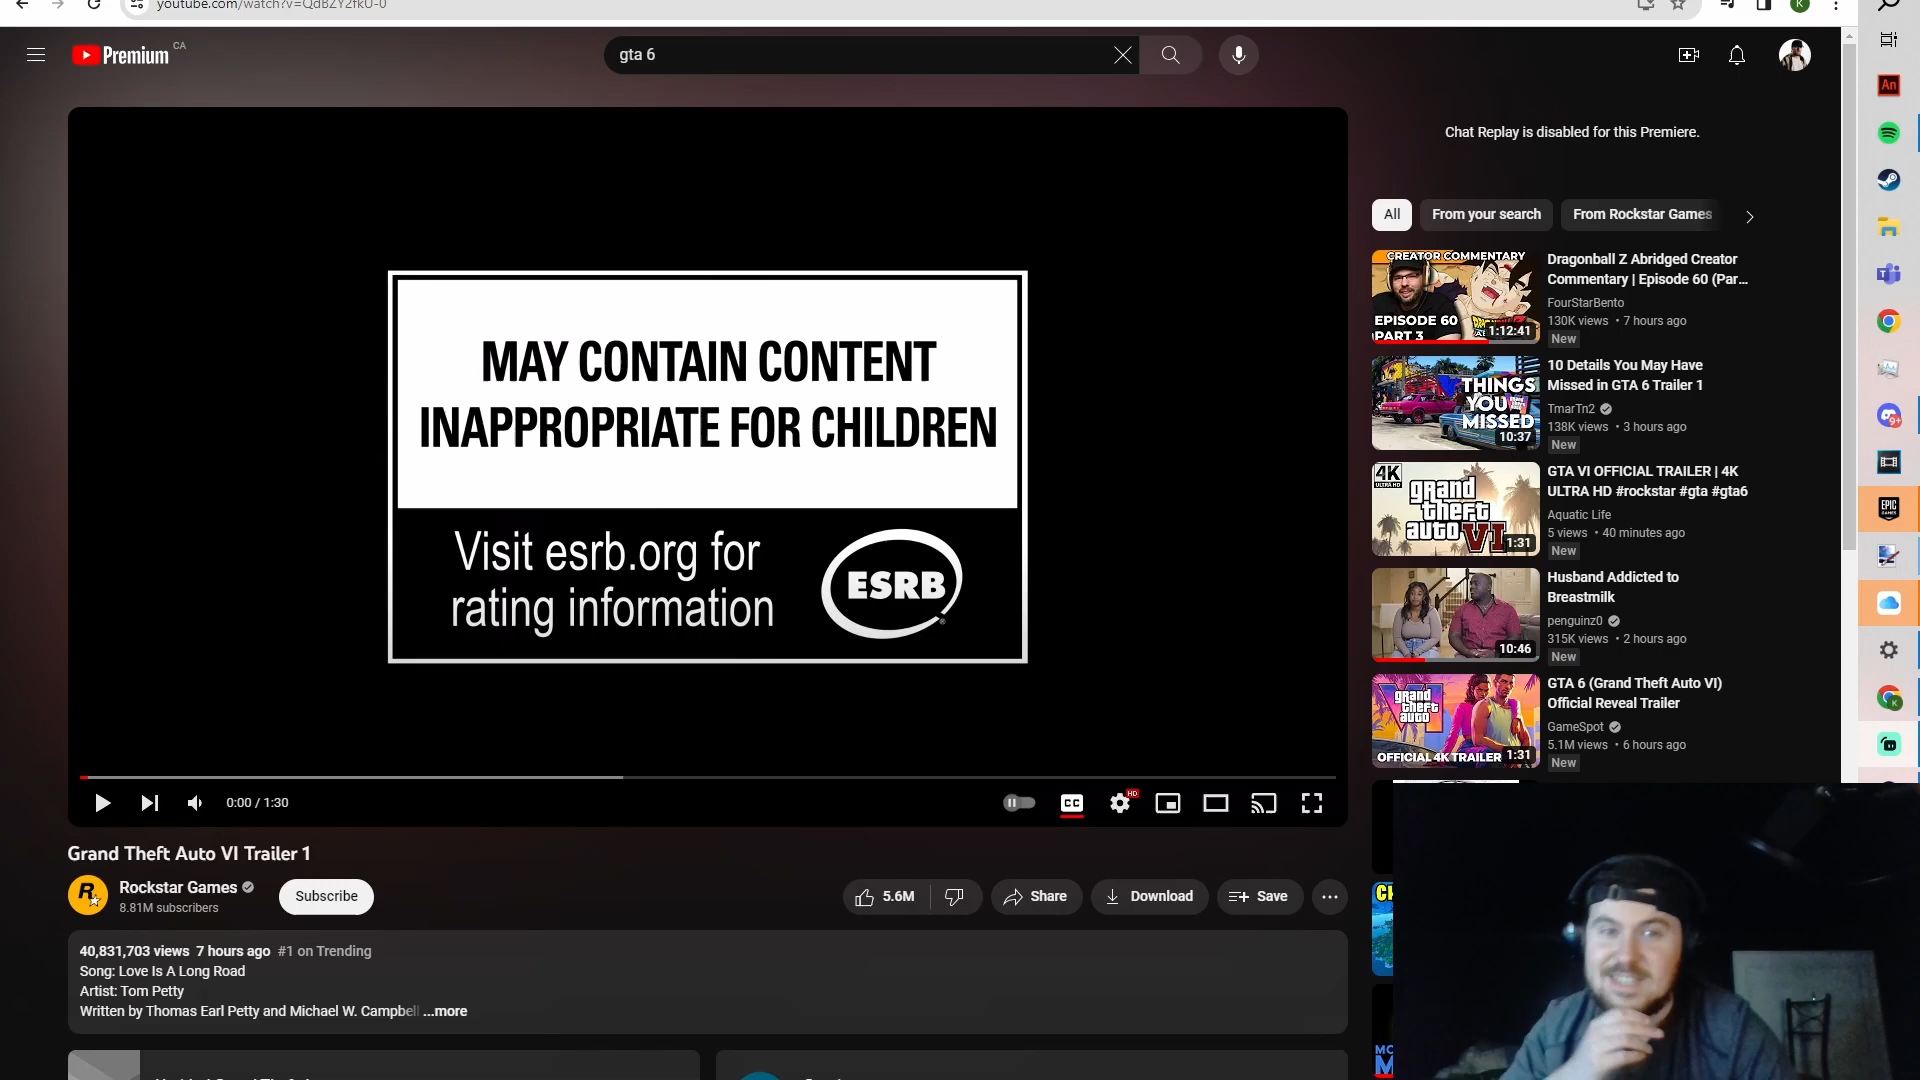 youtube.com/watch?v=QdBZY2fkU-0
Premium CA
gta 6
Chat Replay is disabled for this Premiere.
All
From your search
From Rockstar Games
MAY CONTAIN CONTENT
INAPPROPRIATE FOR CHILDREN
Visit esrb.org for
rating information
ESRB
CREATOR COMMENTARY
EPISODE 60
PART 3
1:12:41
Dragonball Z Abridged Creator
Commentary | Episode 60 (Par...
FourStarBento
130K views • 7 hours ago
New
THINGS
YOU
MISSED
10:37
10 Details You May Have
Missed in GTA 6 Trailer 1
TmarTn2
138K views • 3 hours ago
New
4K
ULTRA HD
grand
theft
auto VI
1:31
GTA VI OFFICIAL TRAILER | 4K
ULTRA HD #rockstar #gta #gta6
Aquatic Life
5 views • 40 minutes ago
New
10:46
Husband Addicted to
Breastmilk
penguinz0
315K views • 2 hours ago
New
grand
theft
auto
OFFICIAL 4K TRAILER
1:31
GTA 6 (Grand Theft Auto VI)
Official Reveal Trailer
GameSpot
5.1M views • 6 hours ago
New
0:00 / 1:30
CC
HD
Grand Theft Auto VI Trailer 1
Rockstar Games
8.81M subscribers
Subscribe
5.6M
Share
Download
Save
40,831,703 views 7 hours ago #1 on Trending
Song: Love Is A Long Road
Artist: Tom Petty
Written by Thomas Earl Petty and Michael W. Campbell ...more
An
EPIC
GAMES
9+
K